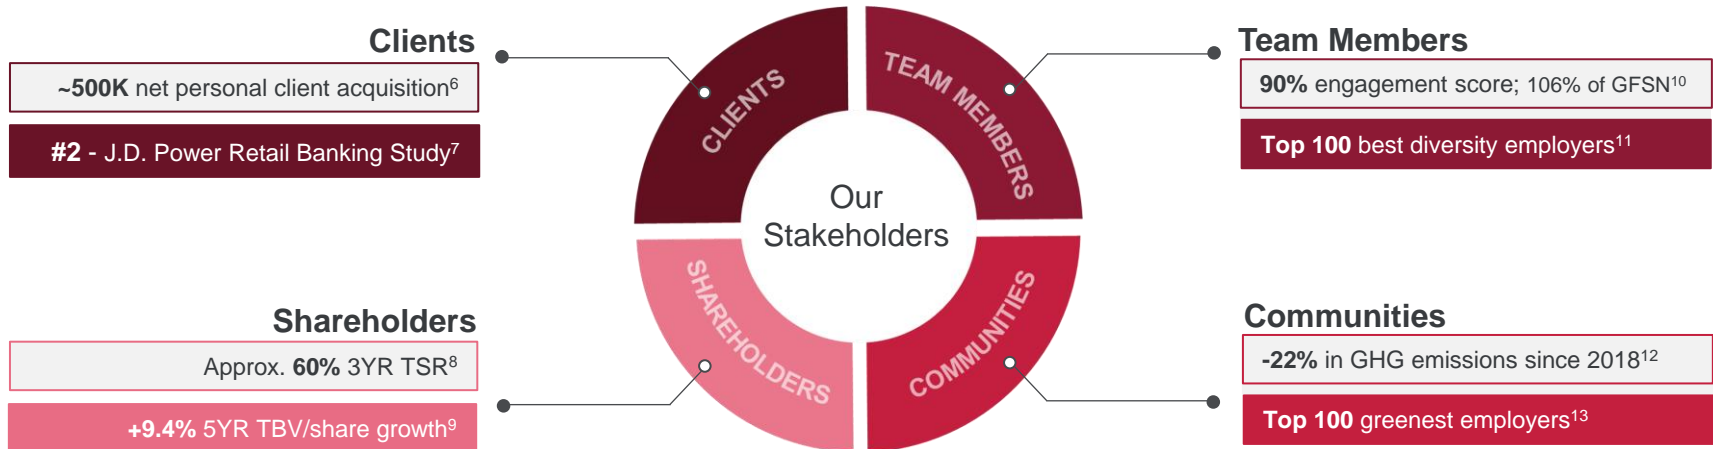 Clients
~500K net personal client acquisition⁶
#2 - J.D. Power Retail Banking Study⁷
Shareholders
Approx. 60% 3YR TSR⁸
+9.4% 5YR TBV/share growth⁹
CLIENTS
TEAM MEMBERS
Our
Stakeholders
SHAREHOLDERS
COMMUNITIES
Team Members
90% engagement score; 106% of GFSN¹⁰
Top 100 best diversity employers¹¹
Communities
-22% in GHG emissions since 2018¹²
Top 100 greenest employers¹³